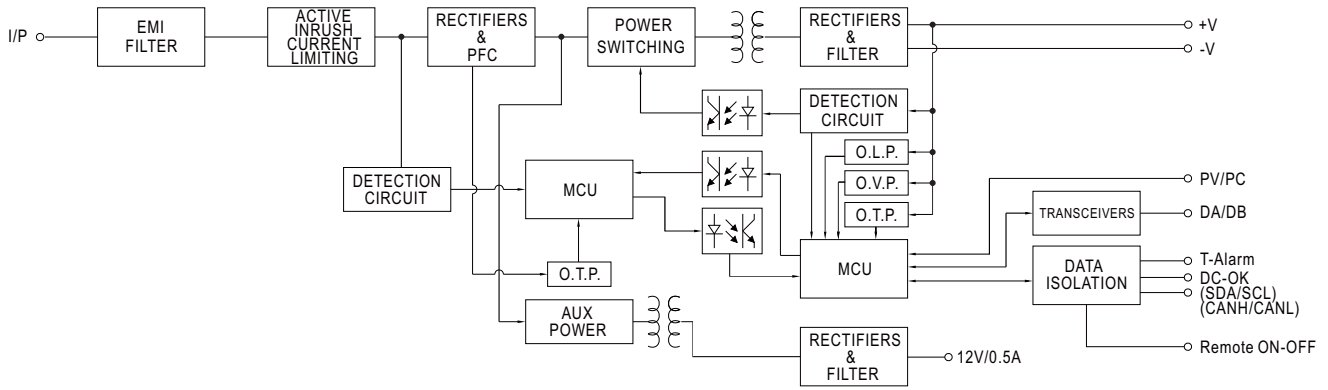 I/P
EMI
FILTER
ACTIVE
INRUSH
CURRENT
LIMITING
RECTIFIERS
&
PFC
POWER
SWITCHING
RECTIFIERS
&
FILTER
+V
-V
DETECTION
CIRCUIT
O.L.P.
O.V.P.
O.T.P.
DETECTION
CIRCUIT
MCU
O.T.P.
MCU
PV/PC
TRANSCEIVERS
DA/DB
DATA
ISOLATION
T-Alarm
DC-OK
(SDA/SCL)
(CANH/CANL)
Remote ON-OFF
AUX
POWER
RECTIFIERS
&
FILTER
12V/0.5A